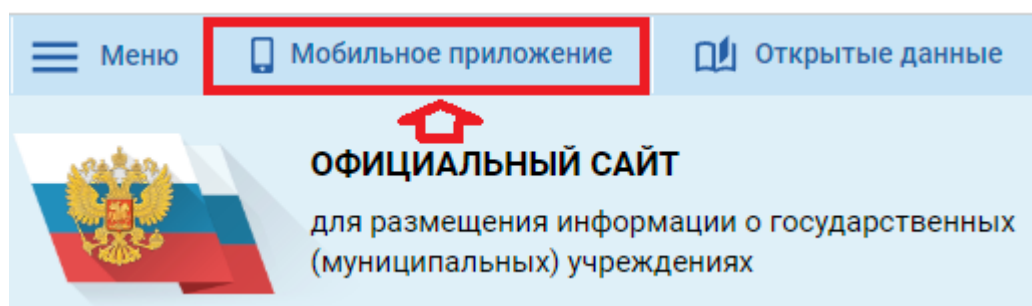 Меню Мобильное приложение Открытые данные
ОФИЦИАЛЬНЫЙ САЙТ
для размещения информации о государственных
(муниципальных) учреждениях